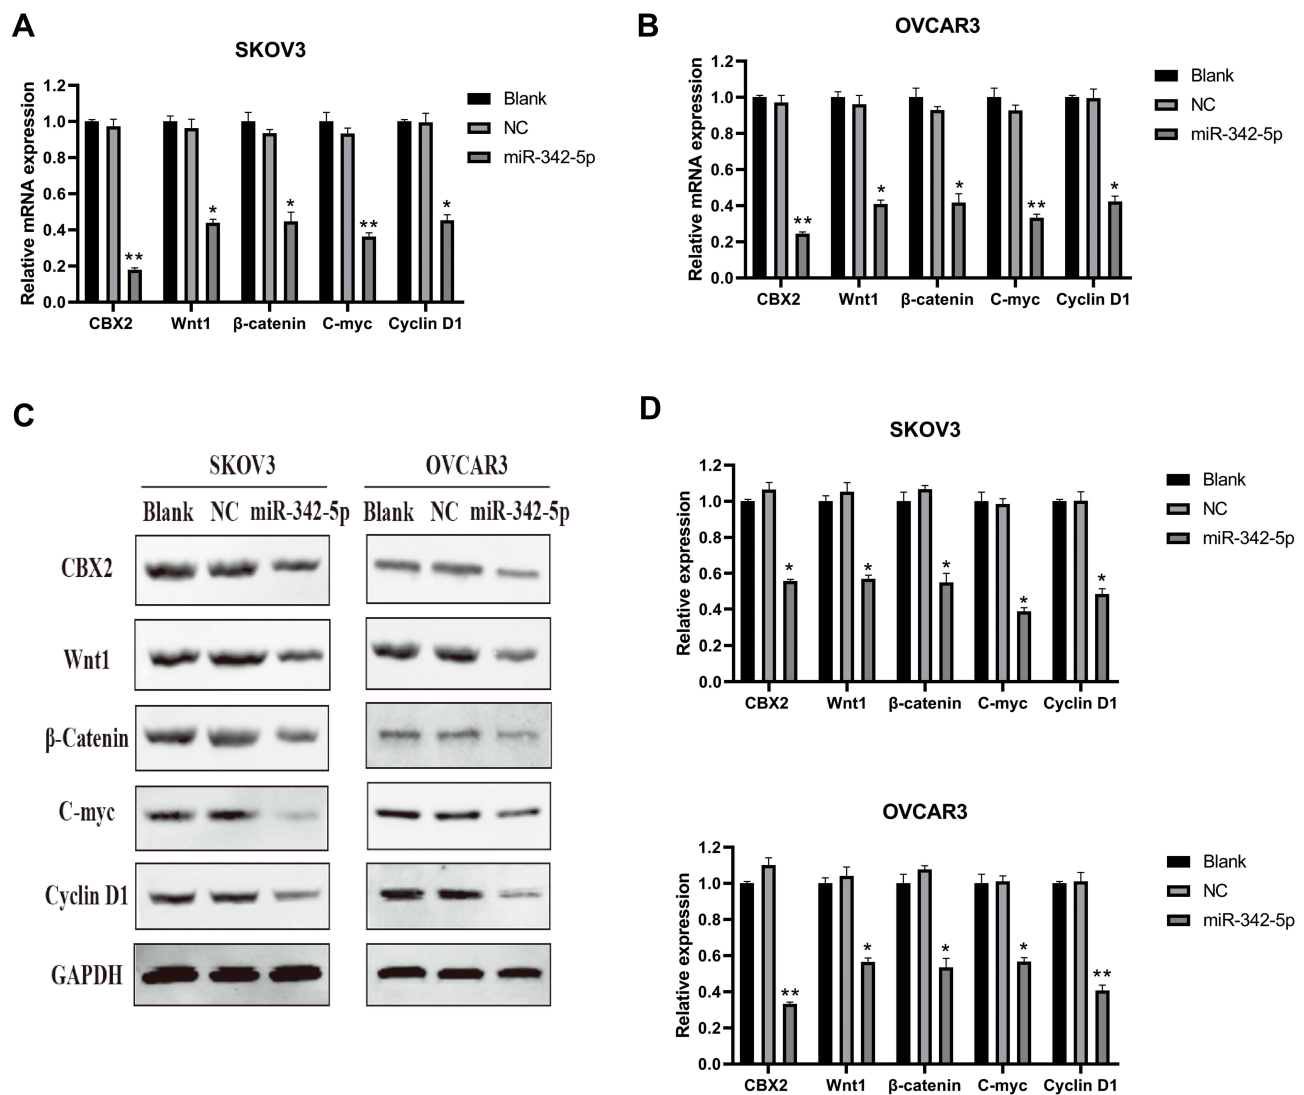 A
SKOV3
Relative mRNA expression
1.2
1.0
0.8
0.6
0.4
0.2
0.0
**
*
*
**
*
CBX2 Wnt1 β-catenin C-myc Cyclin D1
Blank
NC
miR-342-5p
B
OVCAR3
Relative mRNA expression
1.2
1.0
0.8
0.6
0.4
0.2
0.0
**
*
*
**
*
CBX2 Wnt1 β-catenin C-myc Cyclin D1
Blank
NC
miR-342-5p
C
SKOV3 OVCAR3
Blank NC miR-342-5p Blank NC miR-342-5p
CBX2
Wnt1
β-Catenin
C-myc
Cyclin D1
GAPDH
D
SKOV3
Relative expression
1.2
1.0
0.8
0.6
0.4
0.2
0.0
*
*
*
*
*
CBX2 Wnt1 β-catenin C-myc Cyclin D1
Blank
NC
miR-342-5p
OVCAR3
Relative expression
1.2
1.0
0.8
0.6
0.4
0.2
0.0
**
*
*
*
**
CBX2 Wnt1 β-catenin C-myc Cyclin D1
Blank
NC
miR-342-5p